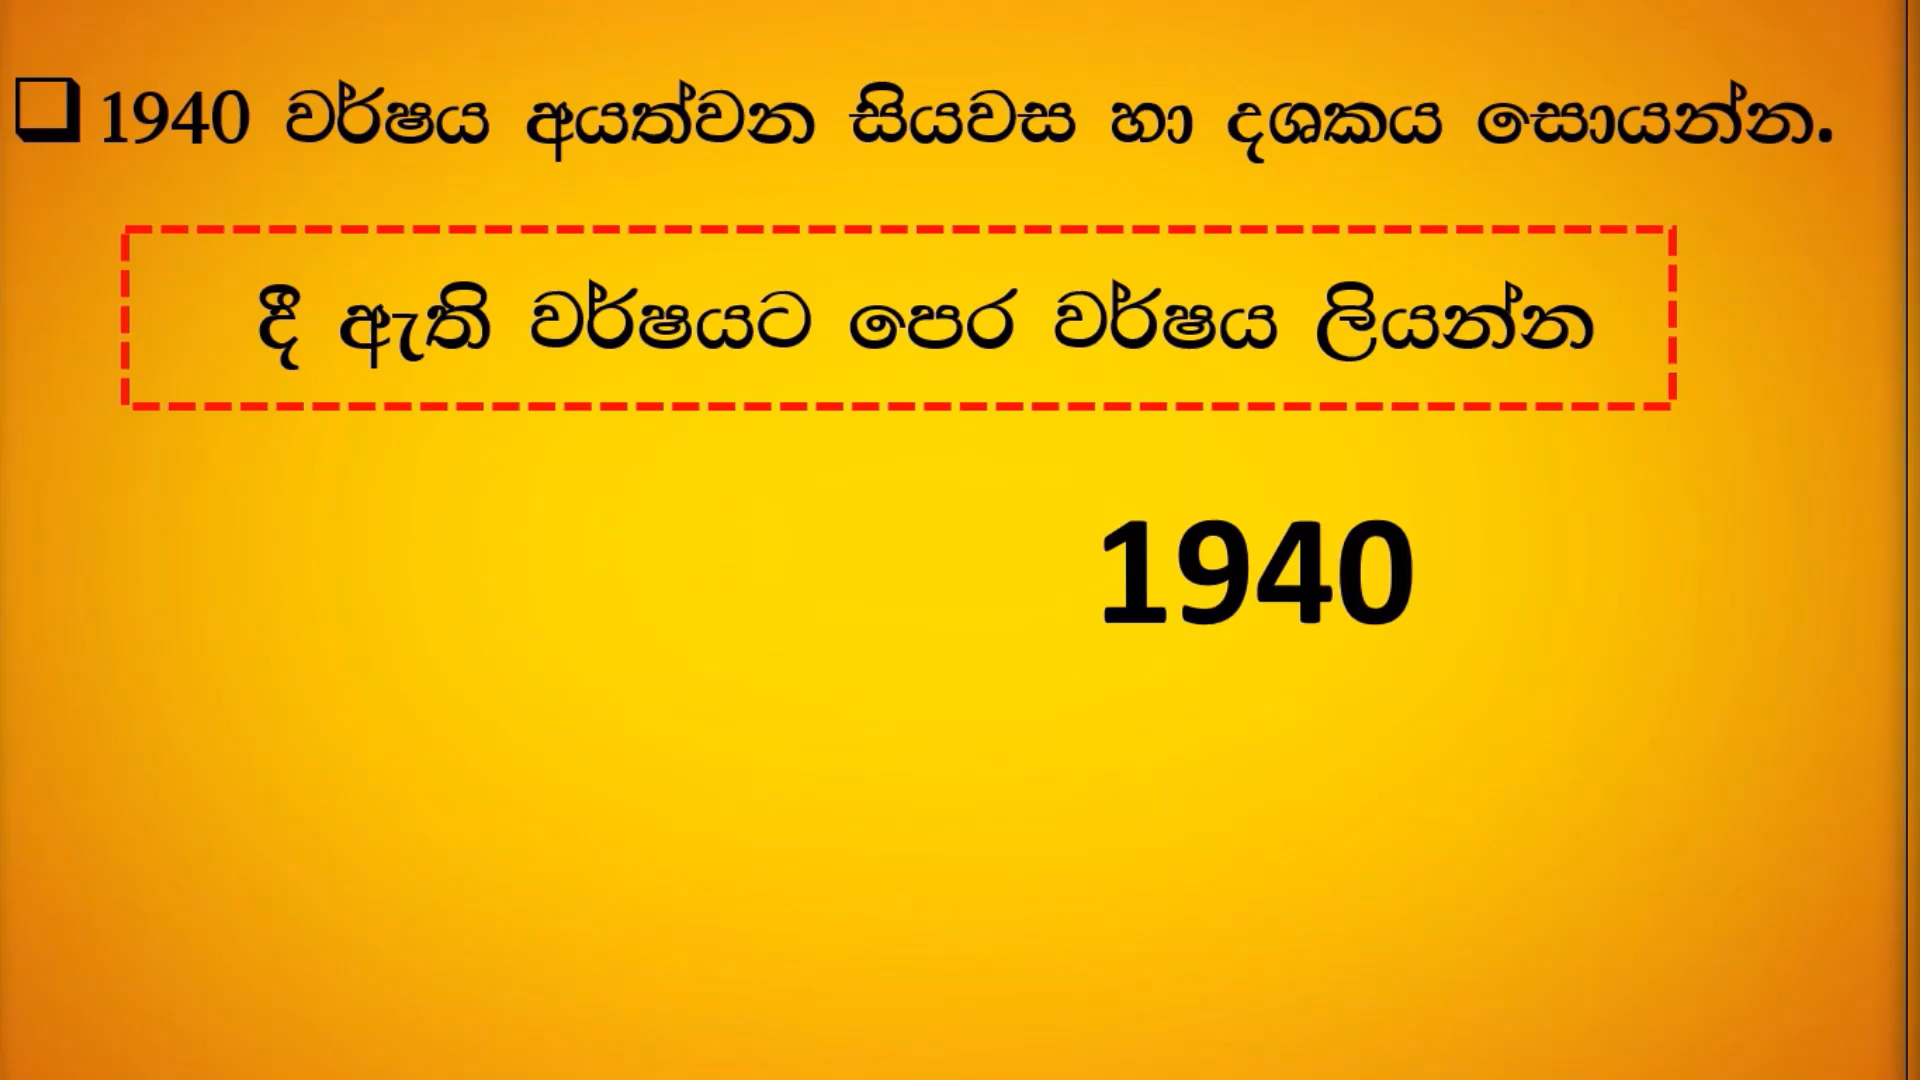 1940 වර්ෂය අයත්වන සියවස හා දශකය සොයන්න.
දී ඇති වර්ෂයට පෙර වර්ෂය ලියන්න
1940